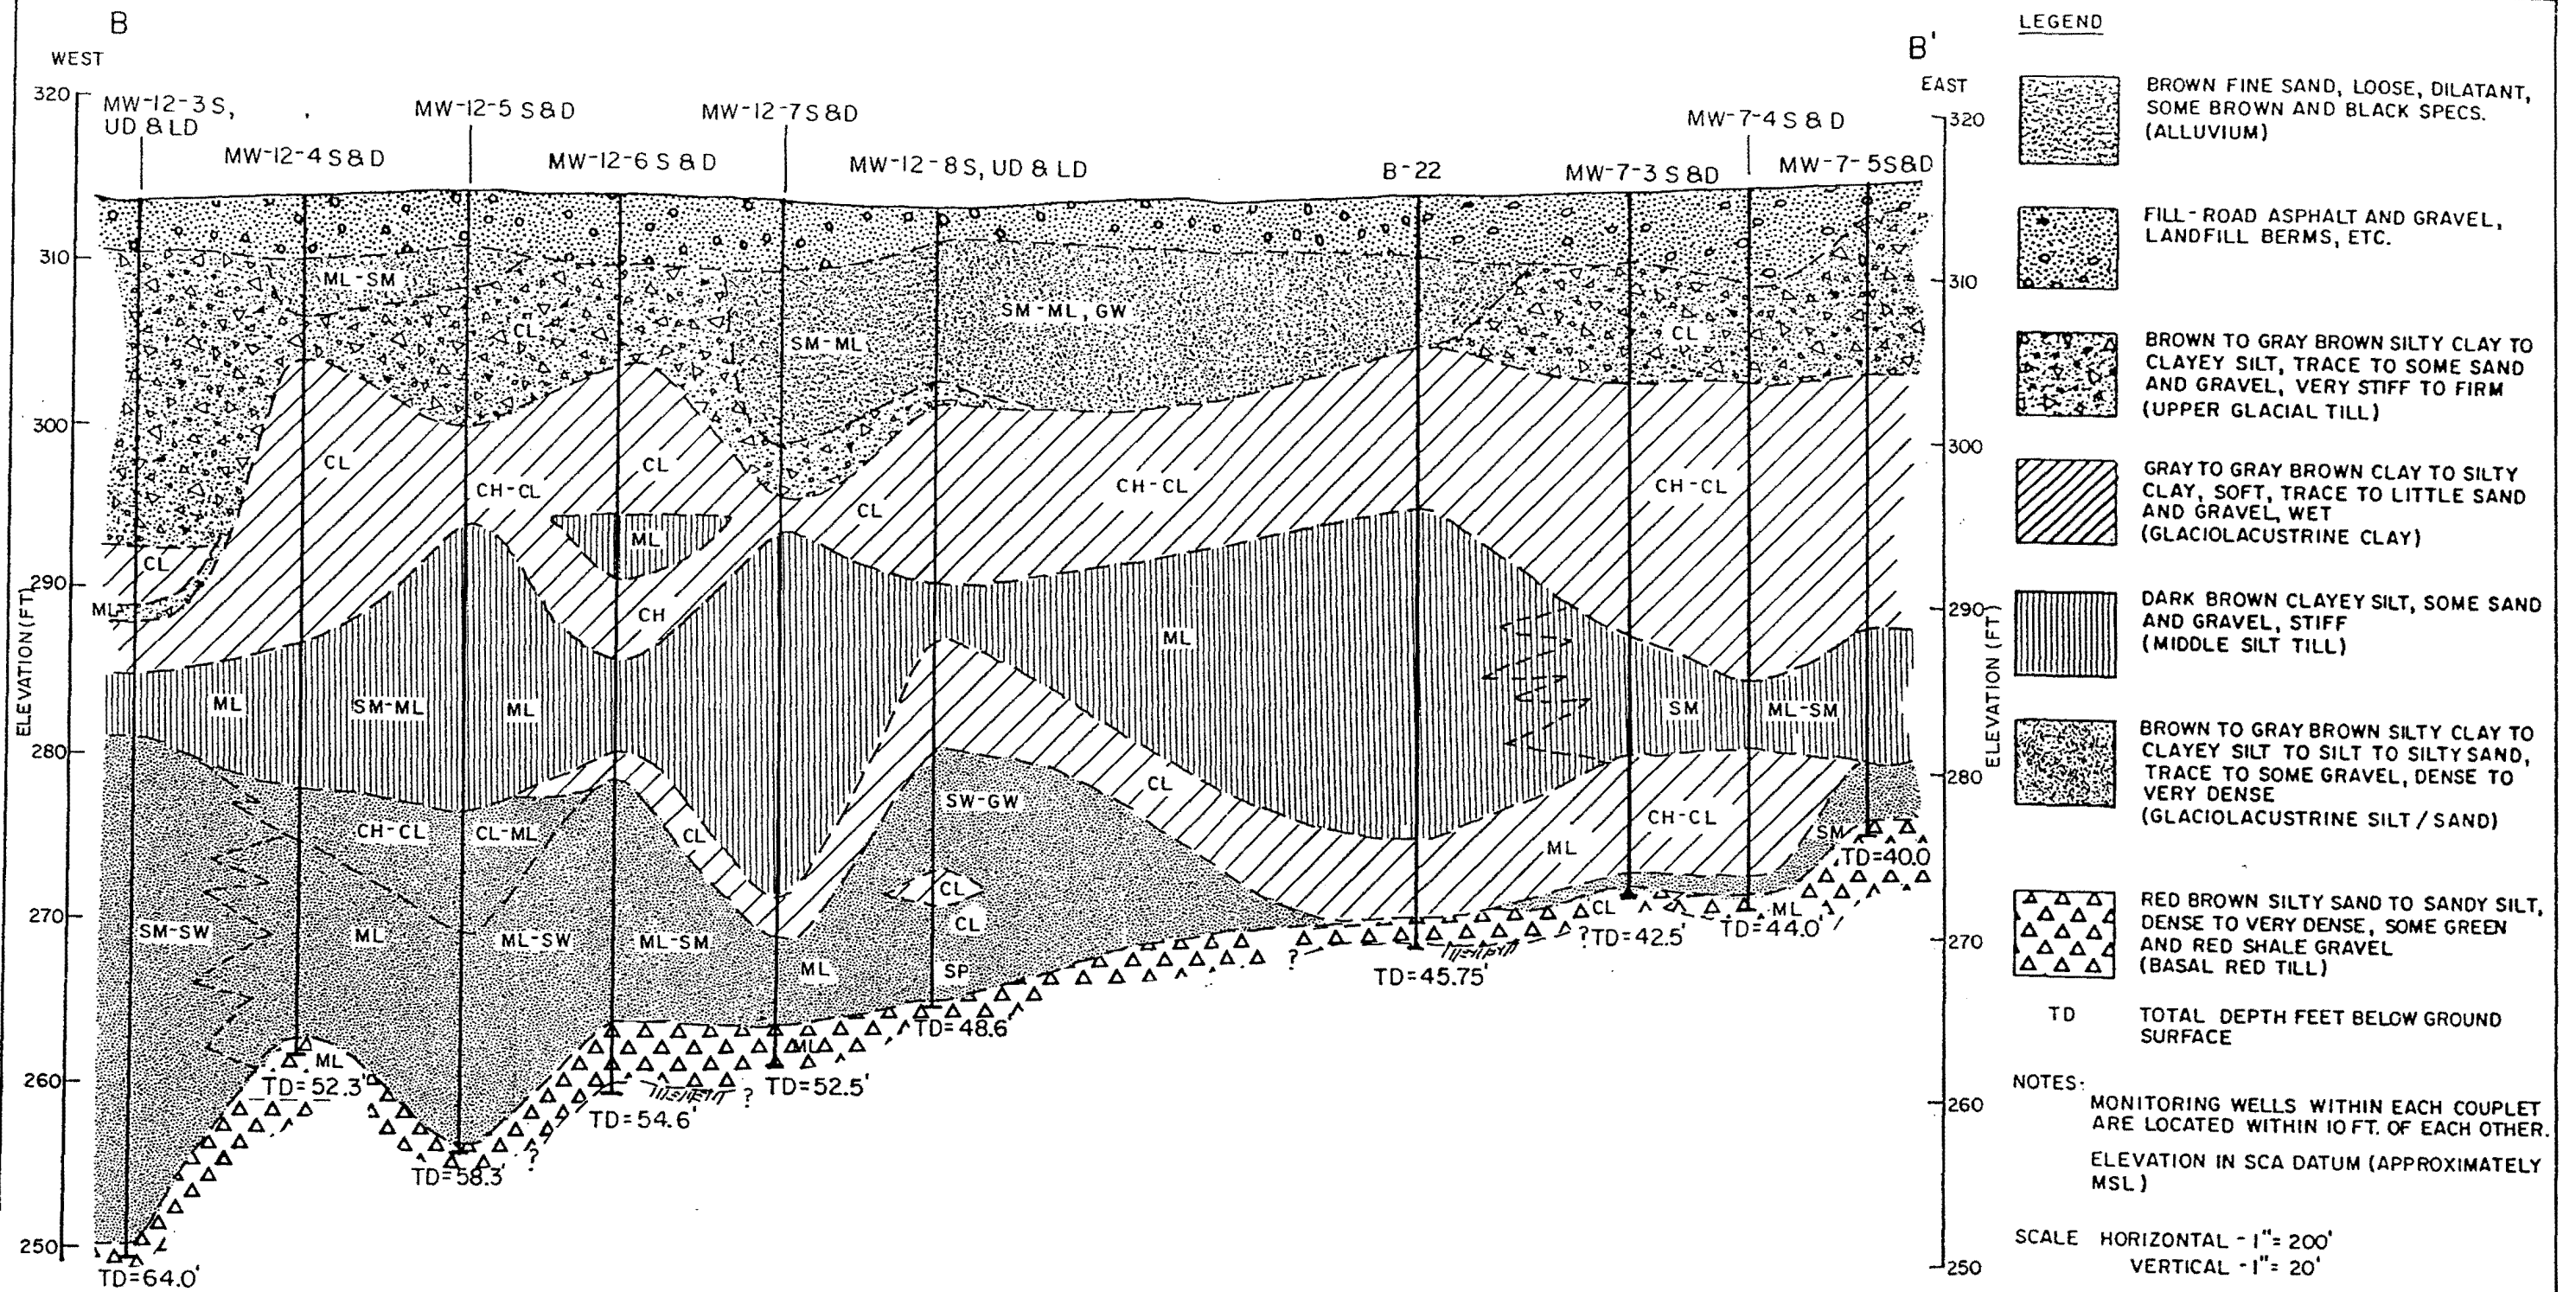 B
WEST
B'
EAST
MW-12-3 S,
UD & LD
MW-12-4 S & D
MW-12-5 S & D
MW-12-6 S & D
MW-12-7 S & D
MW-12-8 S, UD & LD
B-22
MW-7-3 S & D
MW-7-4 S & D
MW-7-5 S & D
320
310
300
290
280
270
260
250
ELEVATION (FT)
320
310
300
290
280
270
260
250
ELEVATION (FT)
ML-SM
CL
SM-ML
SM-ML, GW
CL
CL
CH-CL
CL
CL
CH-CL
CH-CL
CL
ML
ML
CH
ML
ML
SM-ML
ML
SM
ML-SM
CL
SW-GW
CH-CL
CL-ML
CL
CH-CL
SM
ML
CL
CL
CL
ML
SM-SW
ML
ML-SW
ML-SM
ML
SP
ML
ML
TD=64.0'
TD=52.3'
TD=58.3'
?
TD=54.6'
?
TD=52.5'
TD=48.6'
?
TD=45.75'
?
TD=42.5'
TD=44.0'
TD=40.0
LEGEND
BROWN FINE SAND, LOOSE, DILATANT,
SOME BROWN AND BLACK SPECS.
(ALLUVIUM)
FILL-ROAD ASPHALT AND GRAVEL,
LANDFILL BERMS, ETC.
BROWN TO GRAY BROWN SILTY CLAY TO
CLAYEY SILT, TRACE TO SOME SAND
AND GRAVEL, VERY STIFF TO FIRM
(UPPER GLACIAL TILL)
GRAY TO GRAY BROWN CLAY TO SILTY
CLAY, SOFT, TRACE TO LITTLE SAND
AND GRAVEL, WET
(GLACIOLACUSTRINE CLAY)
DARK BROWN CLAYEY SILT, SOME SAND
AND GRAVEL, STIFF
(MIDDLE SILT TILL)
BROWN TO GRAY BROWN SILTY CLAY TO
CLAYEY SILT TO SILT TO SILTY SAND,
TRACE TO SOME GRAVEL, DENSE TO
VERY DENSE
(GLACIOLACUSTRINE SILT / SAND)
RED BROWN SILTY SAND TO SANDY SILT,
DENSE TO VERY DENSE, SOME GREEN
AND RED SHALE GRAVEL
(BASAL RED TILL)
TD TOTAL DEPTH FEET BELOW GROUND
SURFACE
NOTES:
MONITORING WELLS WITHIN EACH COUPLET
ARE LOCATED WITHIN 10 FT. OF EACH OTHER.
ELEVATION IN SCA DATUM (APPROXIMATELY
MSL)
SCALE HORIZONTAL - 1"= 200'
VERTICAL - 1"= 20'